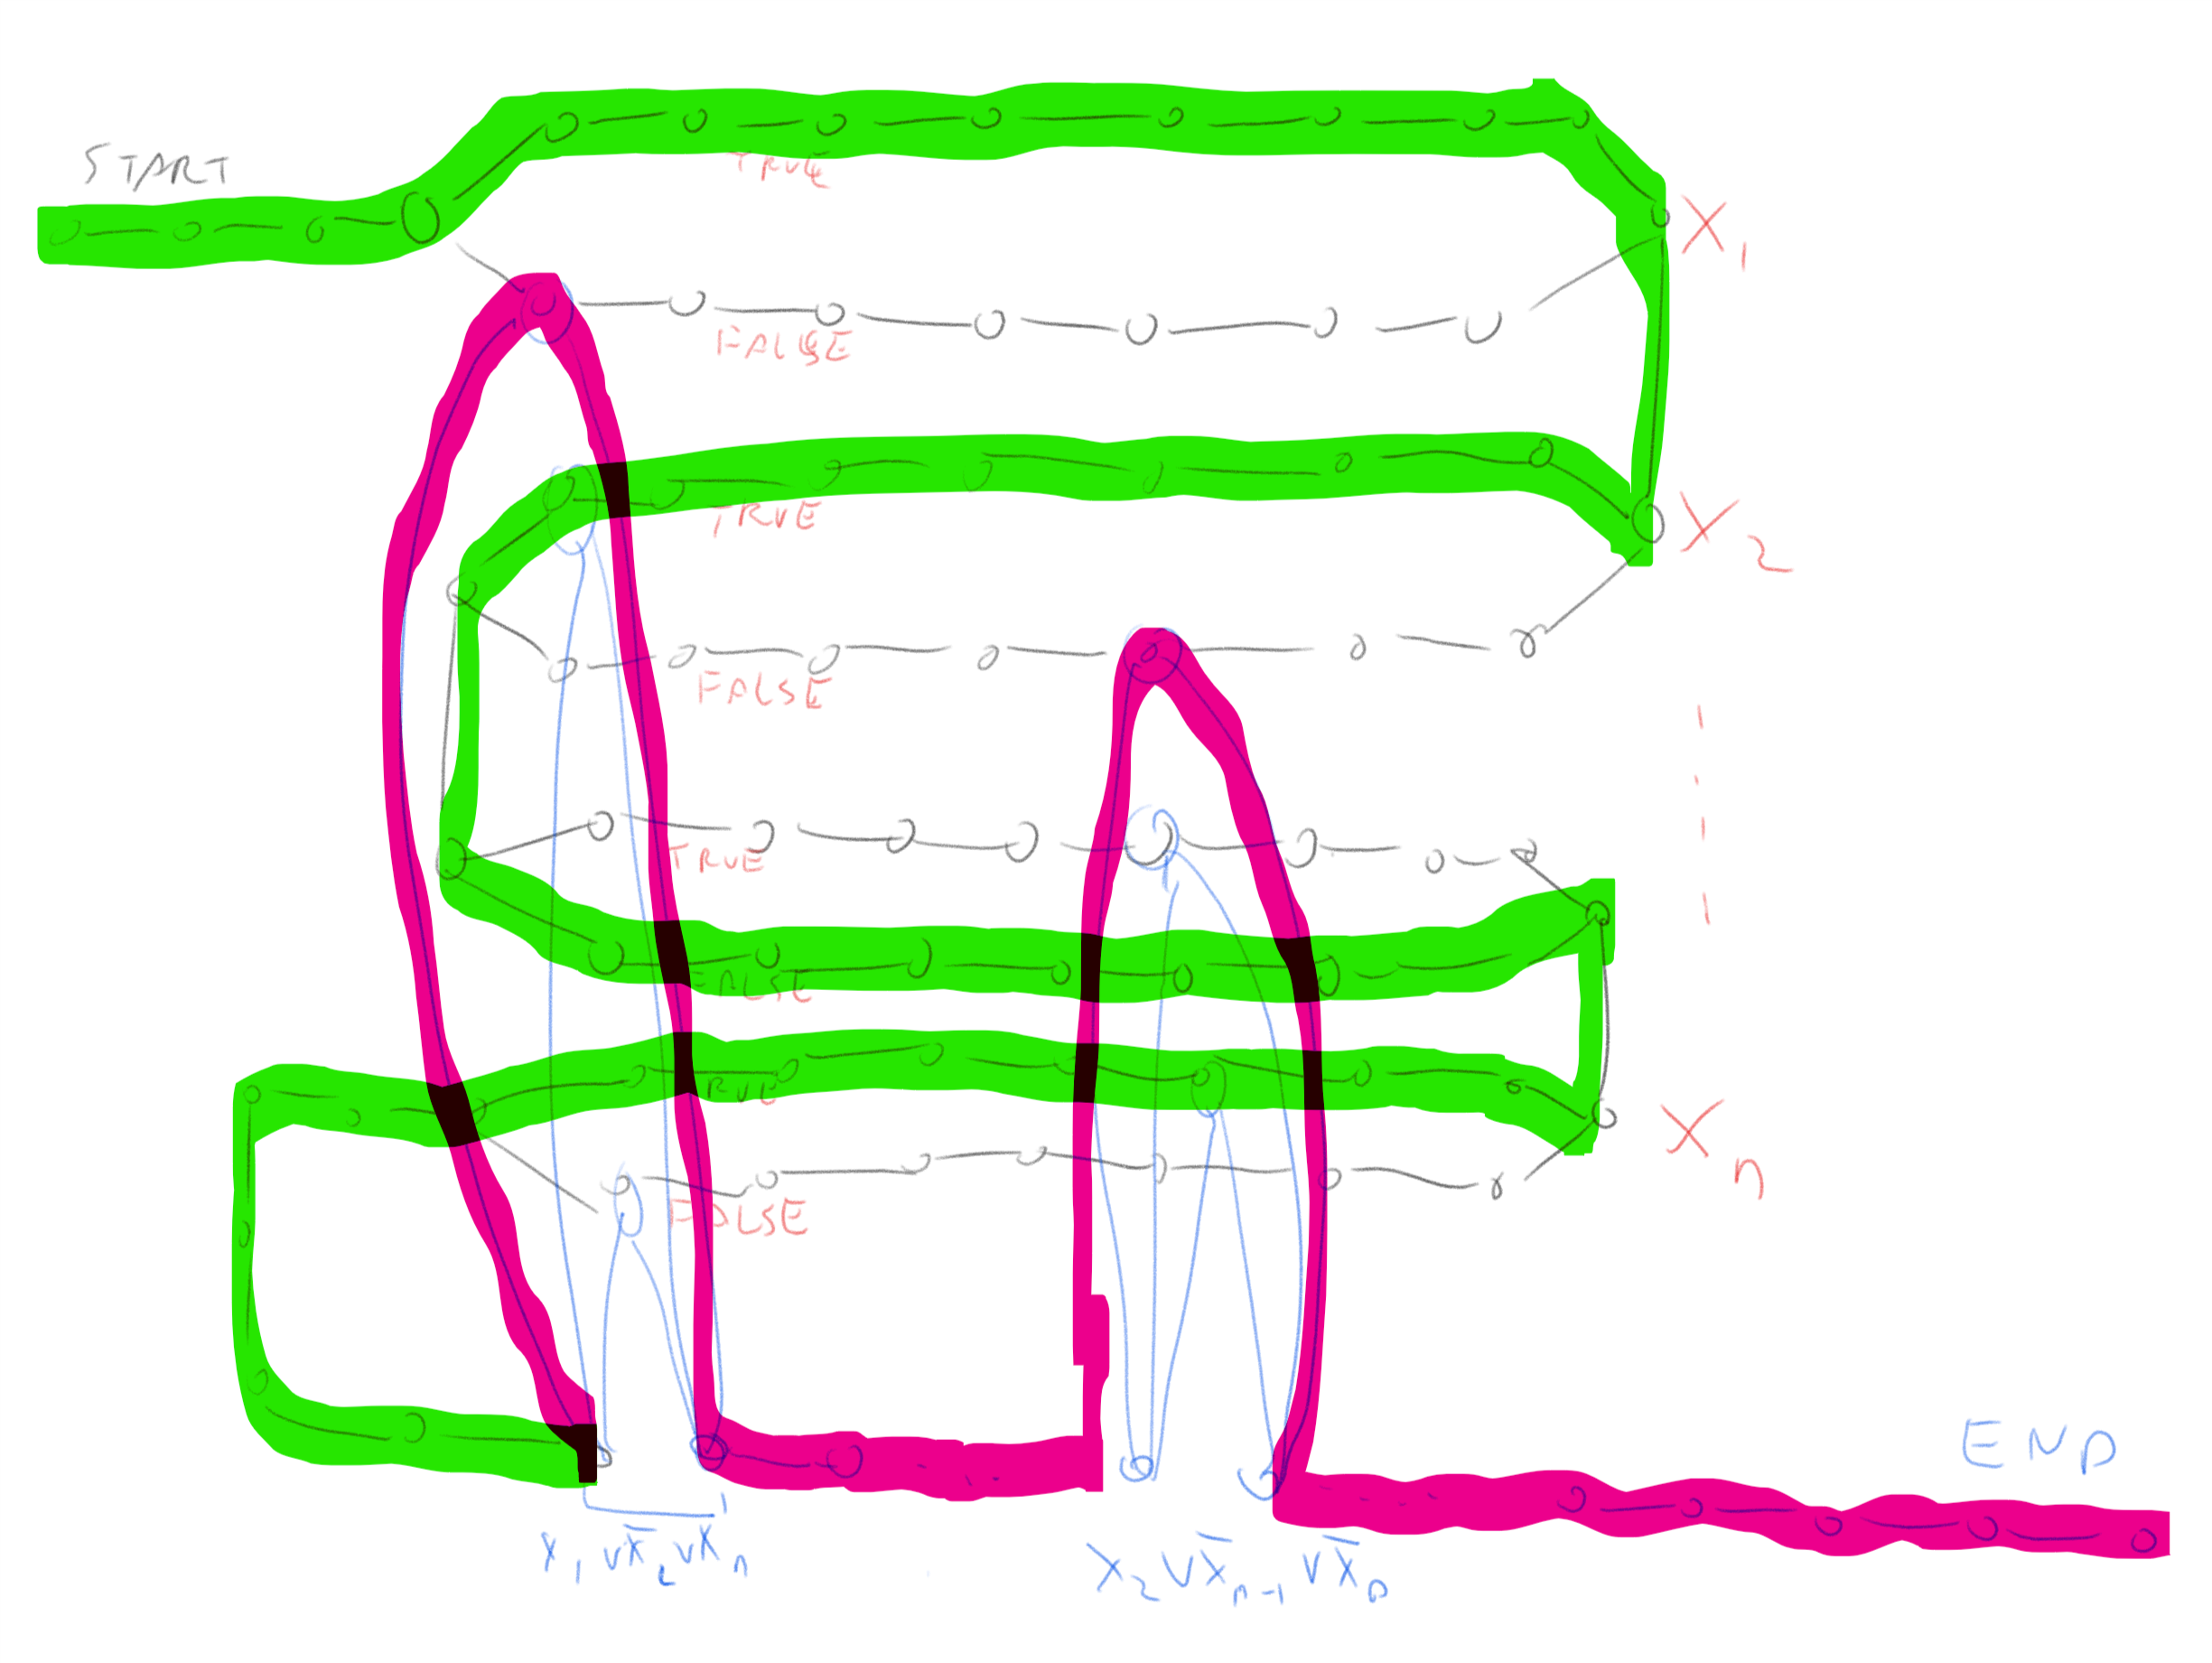 START
TRUE
X₁
FALSE
X₂
TRUE
FALSE
TRUE
FALSE
TRUE
Xₙ
FALSE
END
x₁ ∨ x̅₂ ∨ x̅ₙ
x₂ ∨ x̅ₙ₋₁ ∨ x̅ₙ